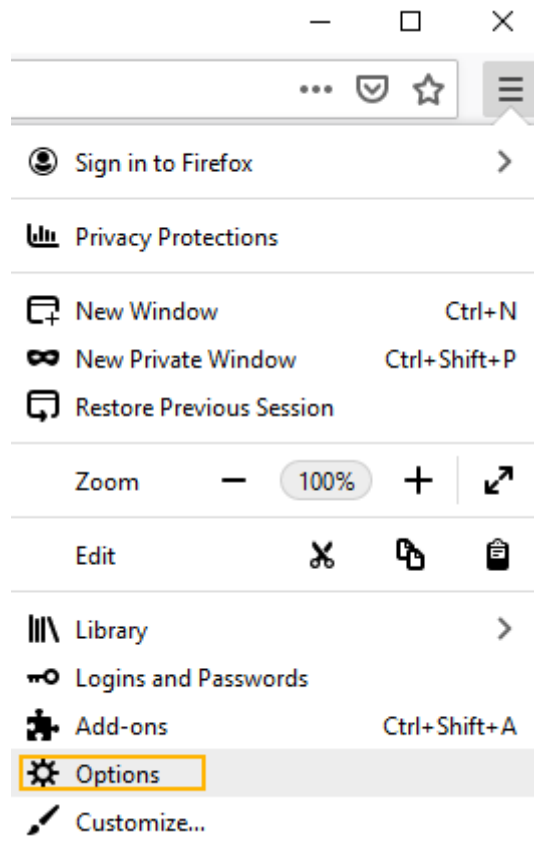 Sign in to Firefox
Privacy Protections
New Window Ctrl+N
New Private Window Ctrl+Shift+P
Restore Previous Session
Zoom 100%
Edit
Library
Logins and Passwords
Add-ons Ctrl+Shift+A
Options
Customize...